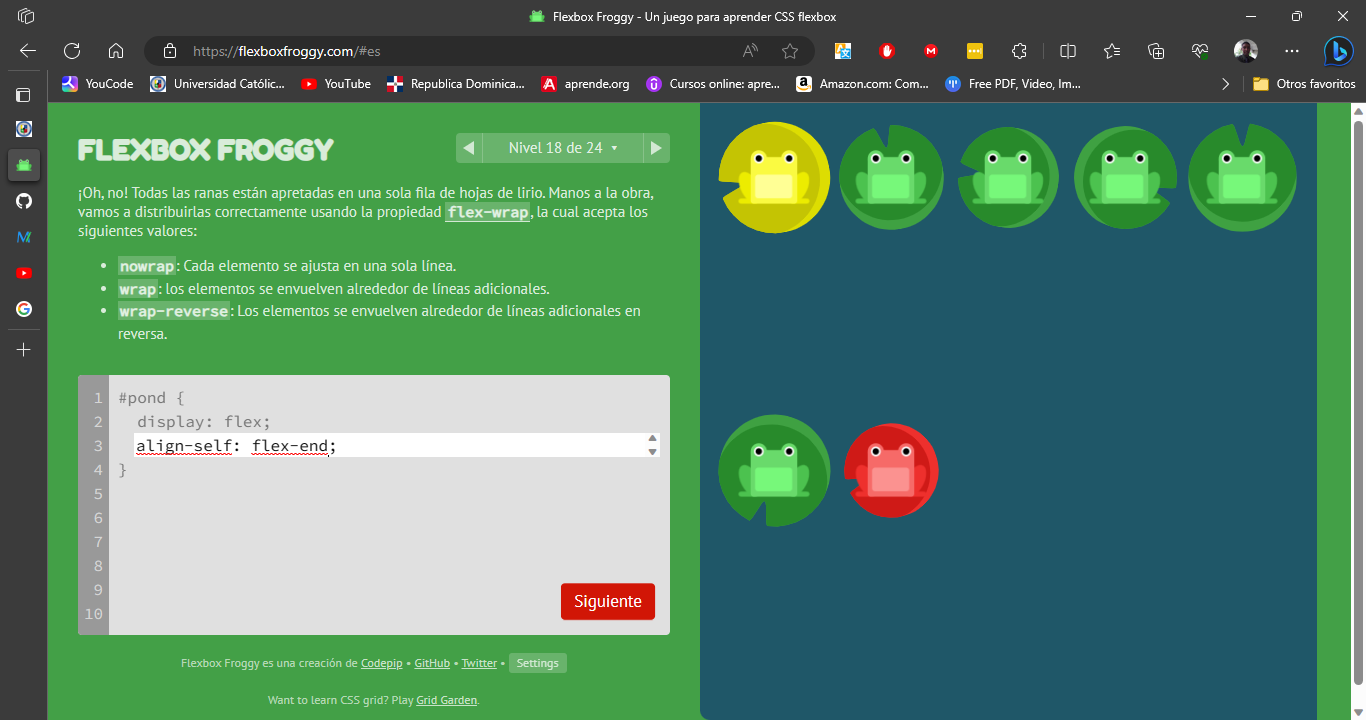 Flexbox Froggy - Un juego para aprender CSS flexbox
https://flexboxfroggy.com/#es
YouCode
Universidad Católic...
YouTube
Republica Dominica...
aprende.org
Cursos online: apre...
Amazon.com: Com...
Free PDF, Video, Im...
Otros favoritos
FLEXBOX FROGGY
Nivel 18 de 24
¡Oh, no! Todas las ranas están apretadas en una sola fila de hojas de lirio. Manos a la obra,
vamos a distribuirlas correctamente usando la propiedad flex-wrap, la cual acepta los
siguientes valores:
• nowrap: Cada elemento se ajusta en una sola línea.
• wrap: los elementos se envuelven alrededor de líneas adicionales.
• wrap-reverse: Los elementos se envuelven alrededor de líneas adicionales en
reversa.
1 #pond {
2 display: flex;
3 align-self: flex-end;
4 }
5
6
7
8
9
10
Siguiente
Flexbox Froggy es una creación de Codepip • GitHub • Twitter • Settings
Want to learn CSS grid? Play Grid Garden.